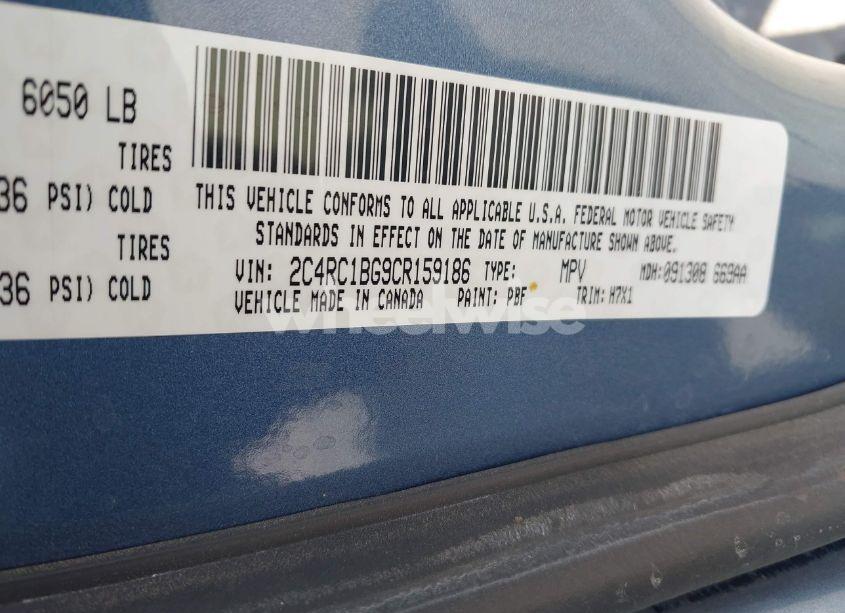 6050 LB
TIRES
36 PSI) COLD
TIRES
36 PSI) COLD
THIS VEHICLE CONFORMS TO ALL APPLICABLE U.S.A. FEDERAL MOTOR VEHICLE SAFETY
STANDARDS IN EFFECT ON THE DATE OF MANUFACTURE SHOWN ABOVE.
VIN: 2C4RC1BG9CR159186 TYPE: MPV MDH:091308 669AA
VEHICLE MADE IN CANADA PAINT: PBF TRIM: H7X1
wheelwise